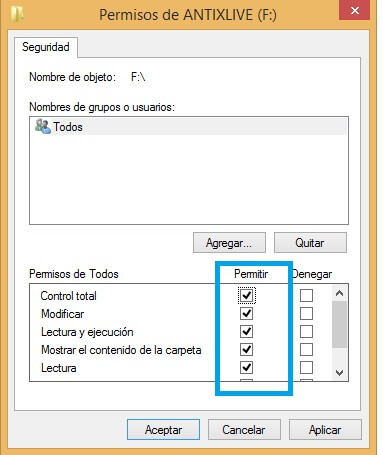 Permisos de ANTIXLIVE (F:)
Seguridad
Nombre de objeto: F:\
Nombres de grupos o usuarios:
Todos
Agregar... Quitar
Permisos de Todos Permitir Denegar
Control total
Modificar
Lectura y ejecución
Mostrar el contenido de la carpeta
Lectura
Aceptar Cancelar Aplicar